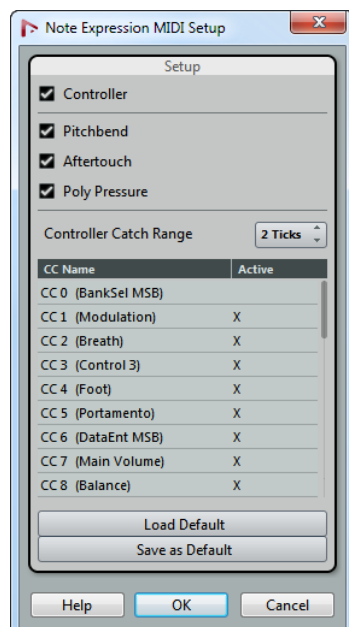 Note Expression MIDI Setup
Setup
Controller
Pitchbend
Aftertouch
Poly Pressure
Controller Catch Range 2 Ticks
CC Name Active
CC 0 (BankSel MSB)
CC 1 (Modulation) X
CC 2 (Breath) X
CC 3 (Control 3) X
CC 4 (Foot) X
CC 5 (Portamento) X
CC 6 (DataEnt MSB) X
CC 7 (Main Volume) X
CC 8 (Balance) X
Load Default
Save as Default
Help OK Cancel